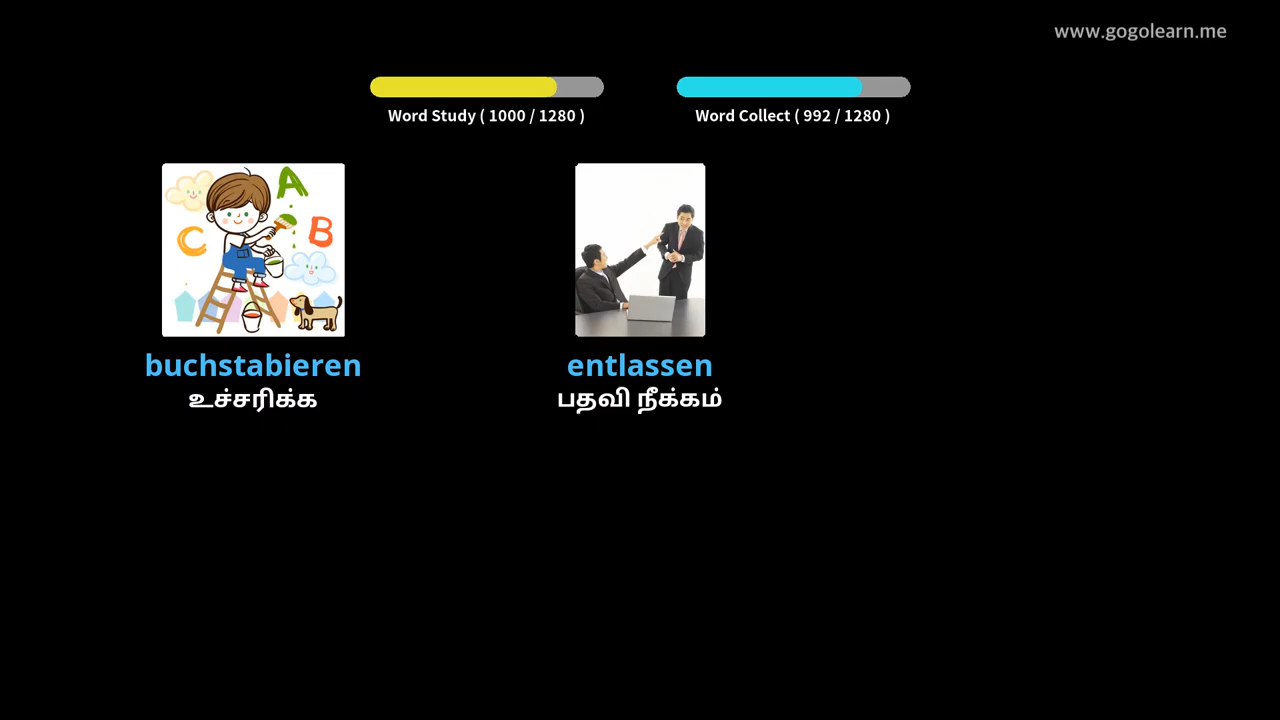 www.gogolearn.me
Word Study ( 1000 / 1280 )
Word Collect ( 992 / 1280 )
A
B
C
buchstabieren
உச்சரிக்க
entlassen
பதவி நீக்கம்